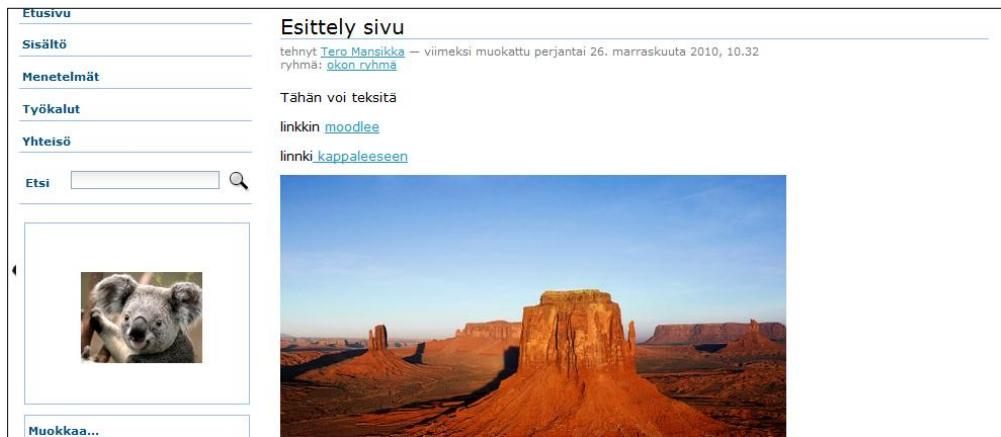 Etusivu
Sisältö
Menetelmät
Työkalut
Yhteisö
Etsi
Muokkaa...
Esittely sivu
tehnyt Tero Mansikka — viimeksi muokattu perjantai 26. marraskuuta 2010, 10.32
ryhmä: okon ryhmä
Tähän voi teksitä
linkkin moodlee
linnki kappaleeseen